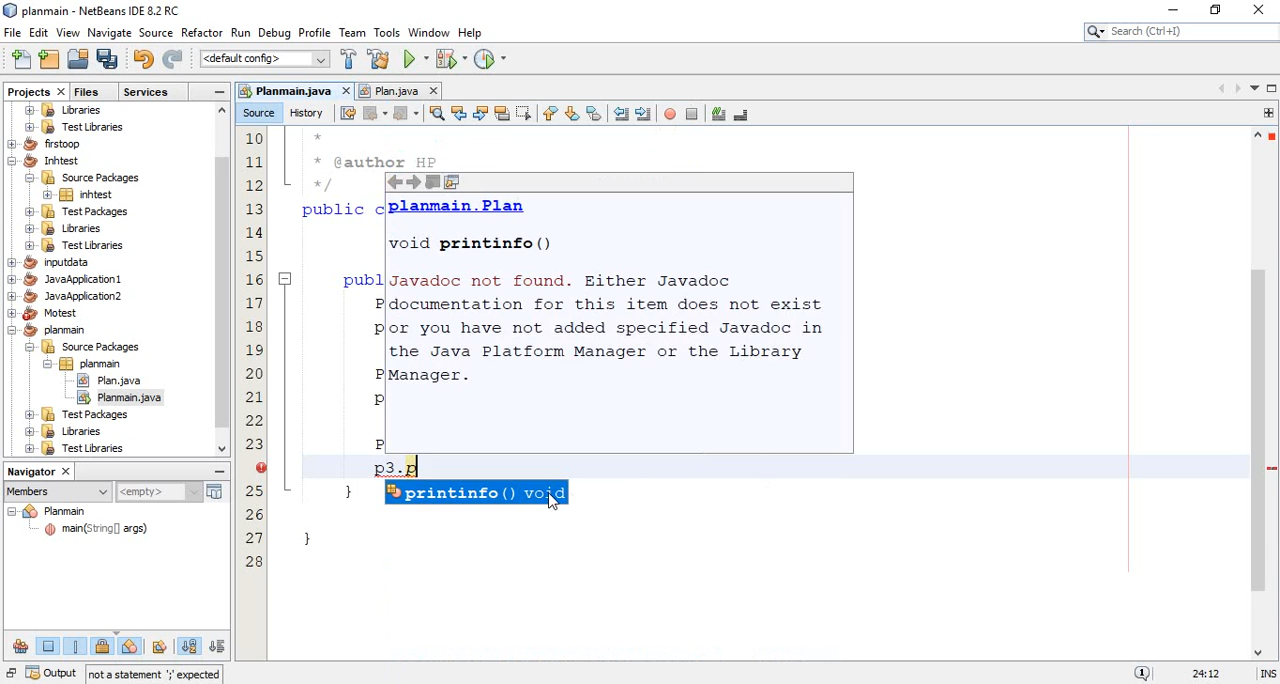 planmain - NetBeans IDE 8.2 RC
File Edit View Navigate Source Refactor Run Debug Profile Team Tools Window Help
Search (Ctrl+I)
<default config>
Projects Files Services
Planmain.java Plan.java
Source History
Libraries
Test Libraries
firstoop
Inhtest
Source Packages
inhtest
Test Packages
Libraries
Test Libraries
inputdata
JavaApplication1
JavaApplication2
Motest
planmain
Source Packages
planmain
Plan.java
Planmain.java
Test Packages
Libraries
Test Libraries
Navigator
Members <empty>
Planmain
main(String[] args)
10 *
11 * @author HP
12 */
13 public c
14
15
16 publ
17 P
18 p
19
20 P
21 p
22
23 P
p3.p
25 }
26
27 }
28
planmain.Plan
void printinfo()
Javadoc not found. Either Javadoc
documentation for this item does not exist
or you have not added specified Javadoc in
the Java Platform Manager or the Library
Manager.
printinfo() void
Output not a statement ';' expected
1 24:12 INS